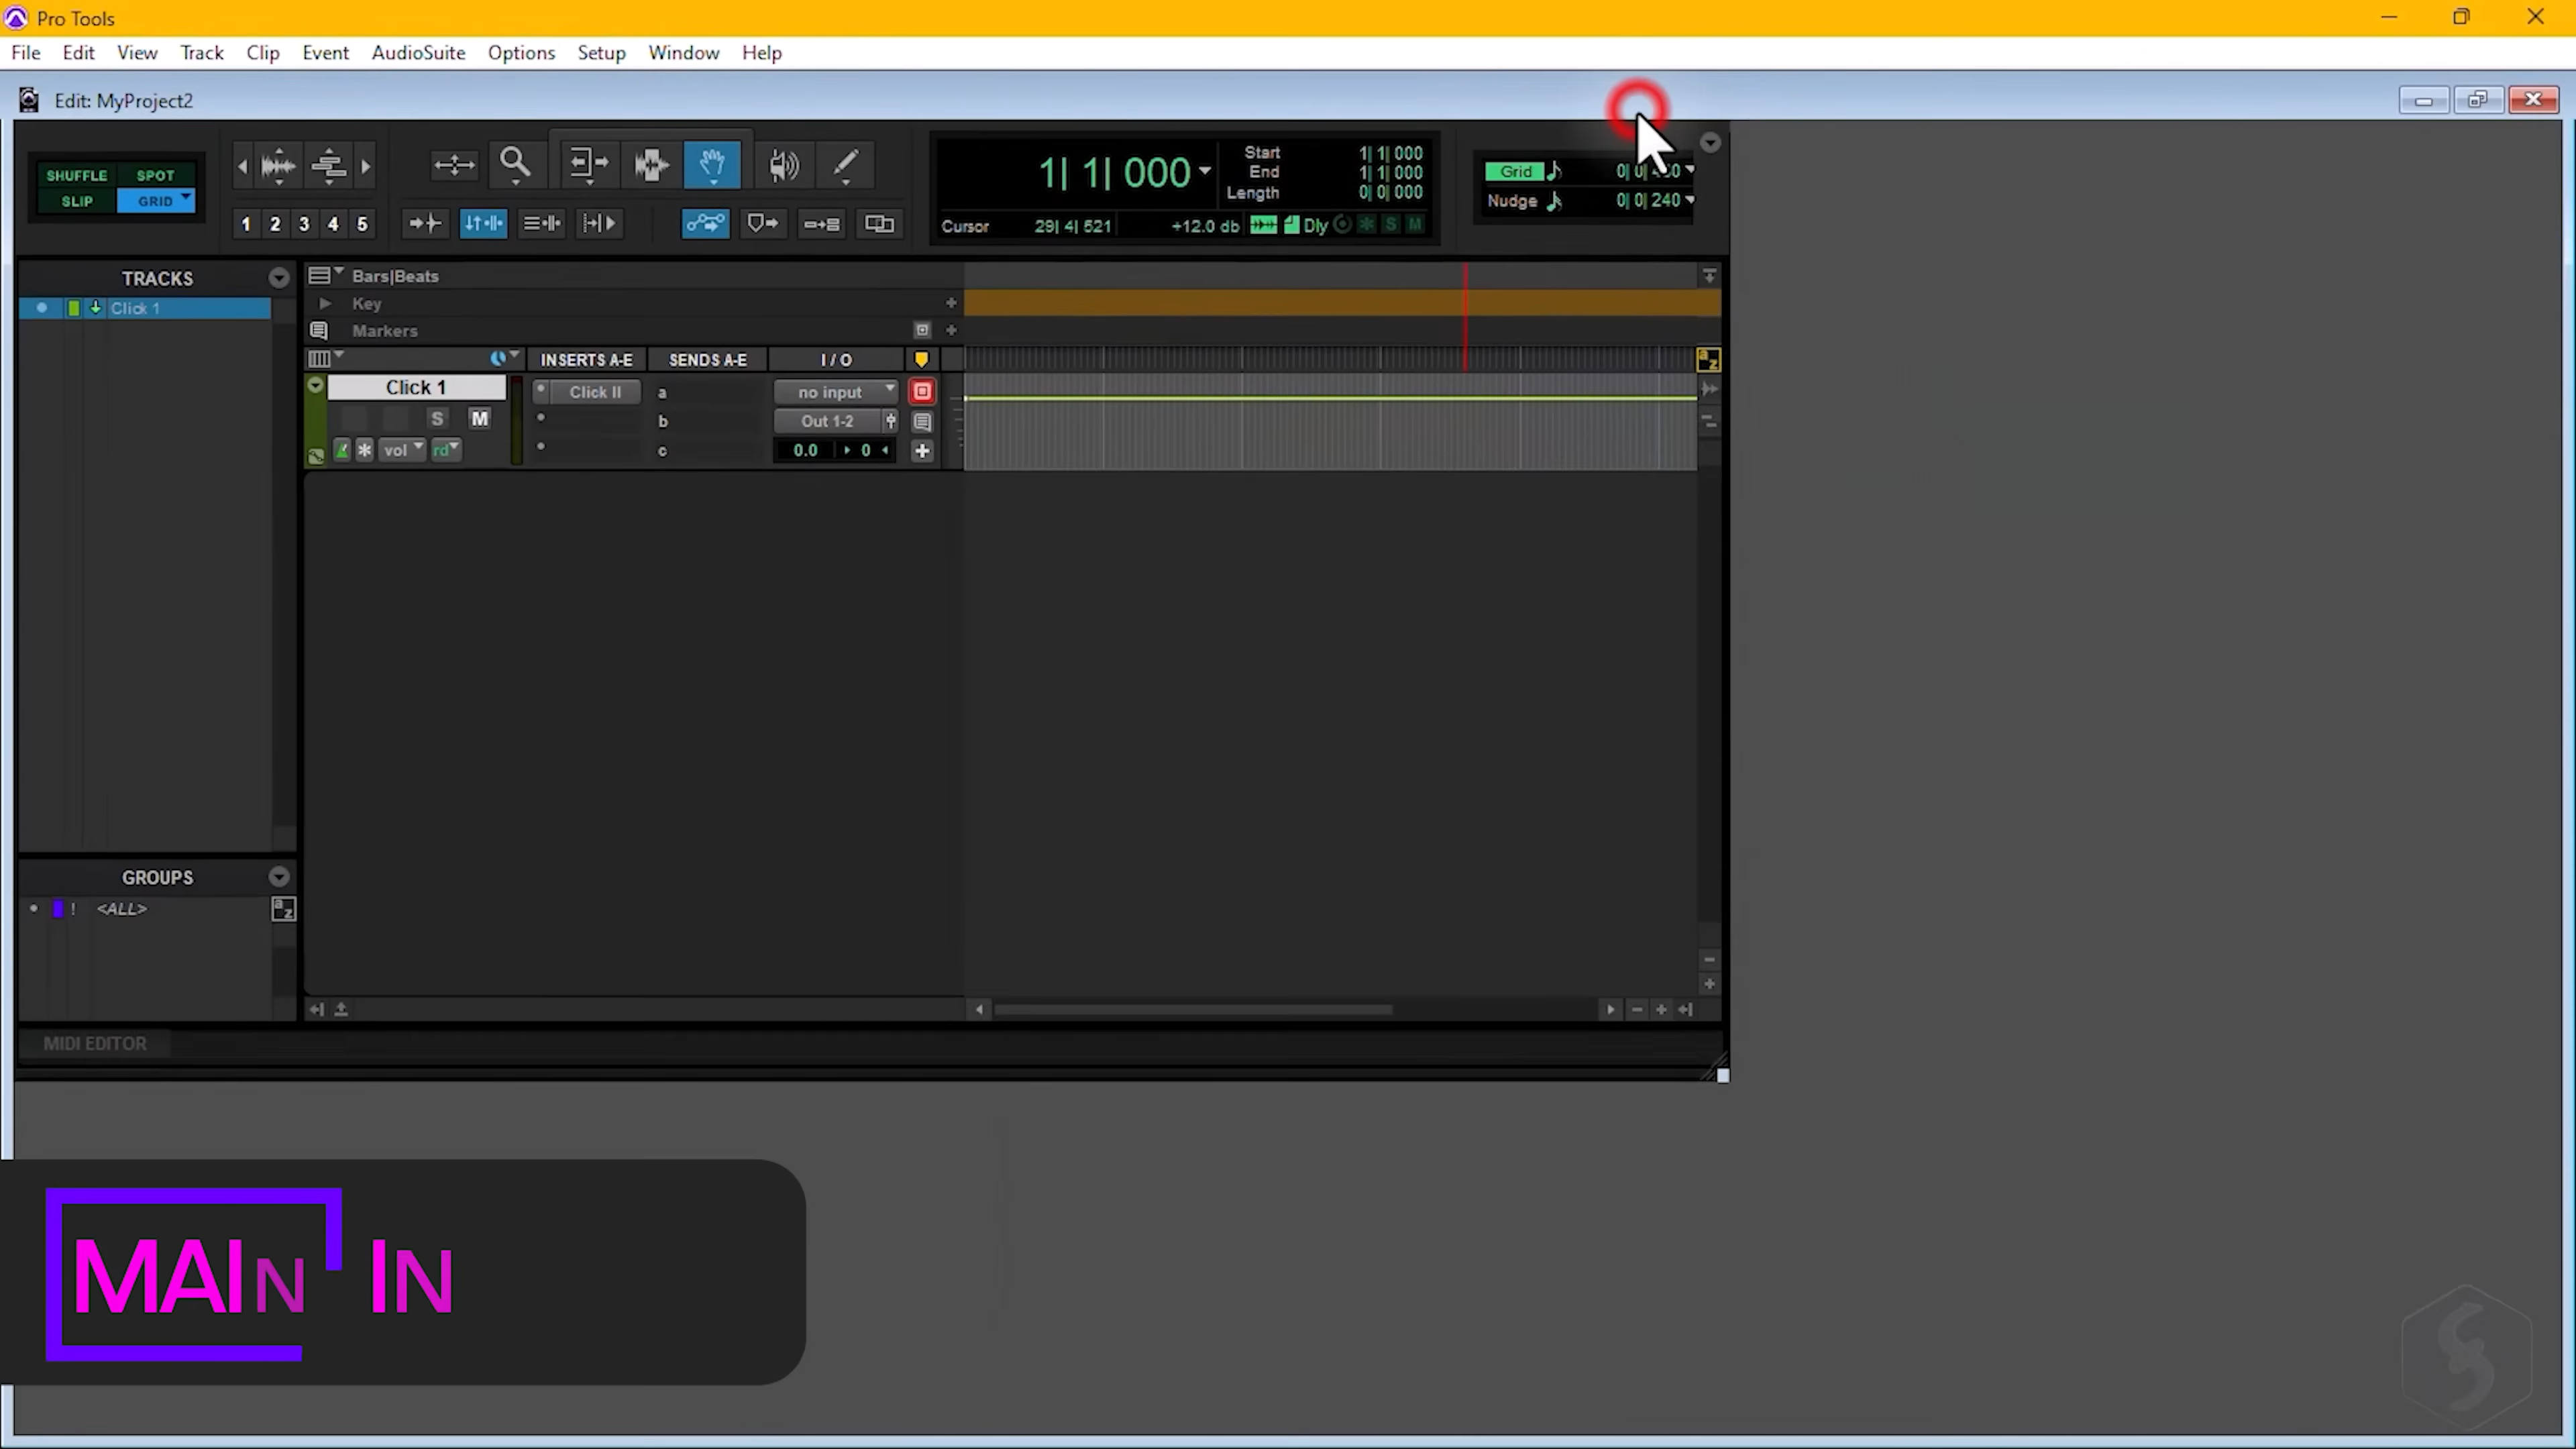 Pro Tools
File Edit View Track Clip Event AudioSuite Options Setup Window Help
Edit: MyProject2
SHUFFLE SPOT
SLIP GRID
1 2 3 4 5
1| 1| 000
Start 1| 1| 000
End 1| 1| 000
Length 0| 0| 000
Cursor 29| 4| 521 +12.0 db Dly S M
Grid 0| 0|
Nudge 0| 0| 240
TRACKS
Click 1
Bars|Beats
Key
Markers
INSERTS A-E SENDS A-E I / O
a z
Click 1 Click II a no input
S M b Out 1-2
vol rd c 0.0 0
GROUPS
! <ALL> a z
MIDI EDITOR
MAIN IN